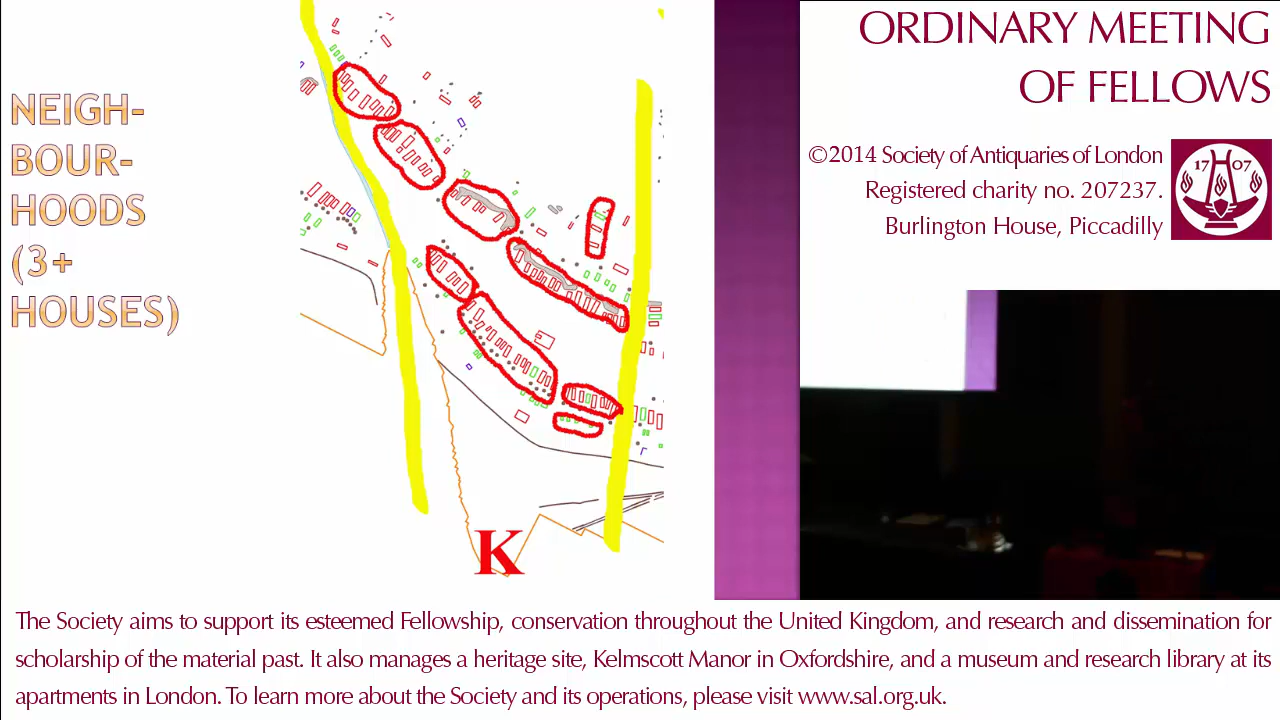 NEIGH-
BOUR-
HOODS
(3+
HOUSES)
K
ORDINARY MEETING
OF FELLOWS
©2014 Society of Antiquaries of London
Registered charity no. 207237.
Burlington House, Piccadilly
17 07
The Society aims to support its esteemed Fellowship, conservation throughout the United Kingdom, and research and dissemination for
scholarship of the material past. It also manages a heritage site, Kelmscott Manor in Oxfordshire, and a museum and research library at its
apartments in London. To learn more about the Society and its operations, please visit www.sal.org.uk.